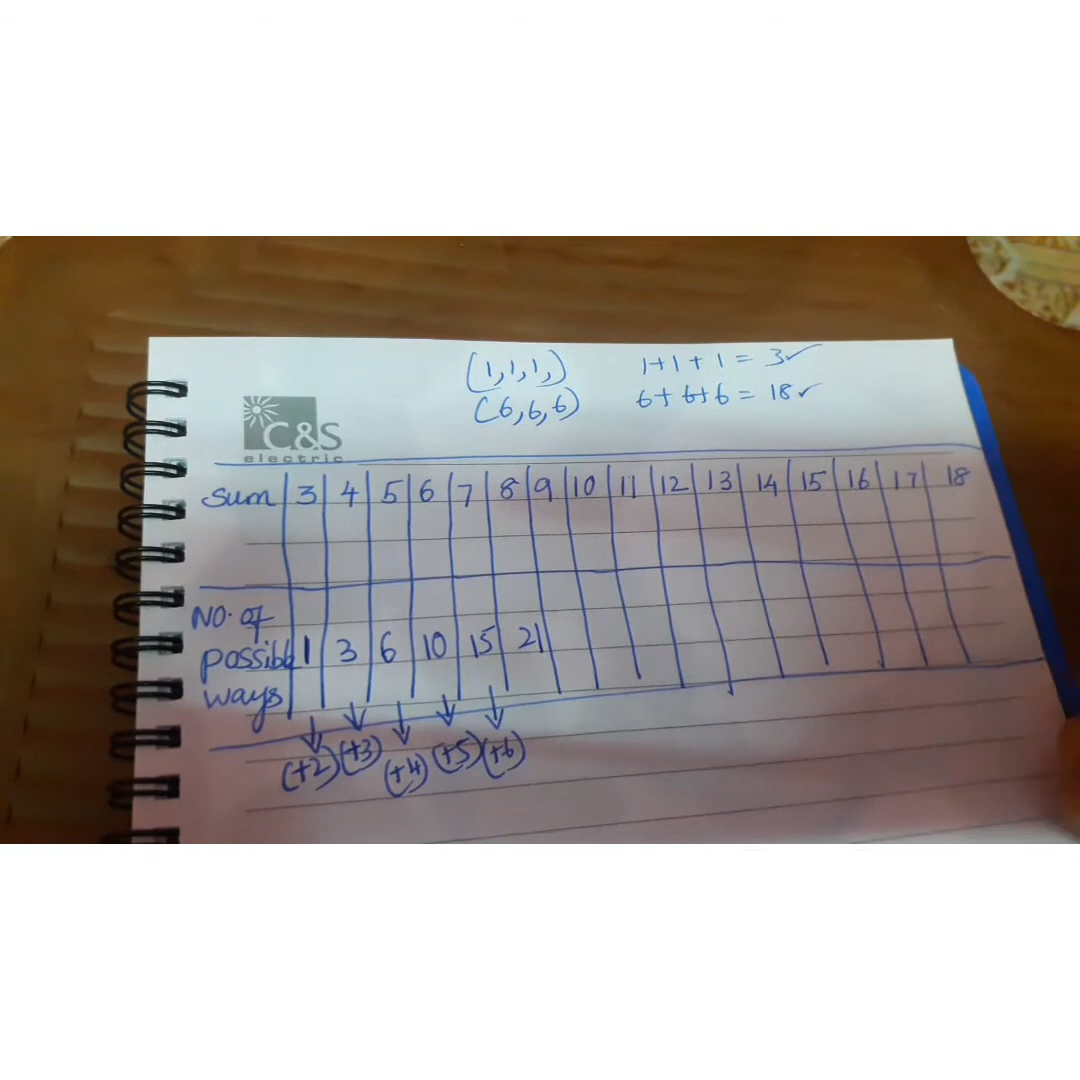 (1,1,1,) 1+1+1 = 3✓
(6,6,6) 6+6+6 = 18✓
C&S
electric
Sum 3 4 5 6 7 8 9 10 11 12 13 14 15 16 17 18
NO. of
possible 1 3 6 10 15 21
ways
(+2) (+3) (+4) (+5) (+6)